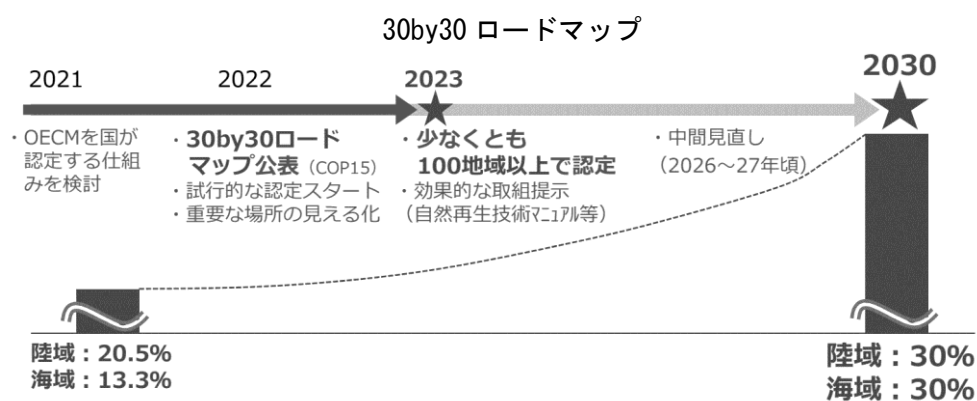 30by30 ロードマップ
2021
2022
2023
2030
・OECMを国が
認定する仕組
みを検討
・30by30ロード
マップ公表（COP15）
・試行的な認定スタート
・重要な場所の見える化
・少なくとも
100地域以上で認定
・効果的な取組提示
（自然再生技術ﾏﾆｭｱﾙ等）
・中間見直し
（2026～27年頃）
陸域：20.5%
海域：13.3%
陸域：30%
海域：30%